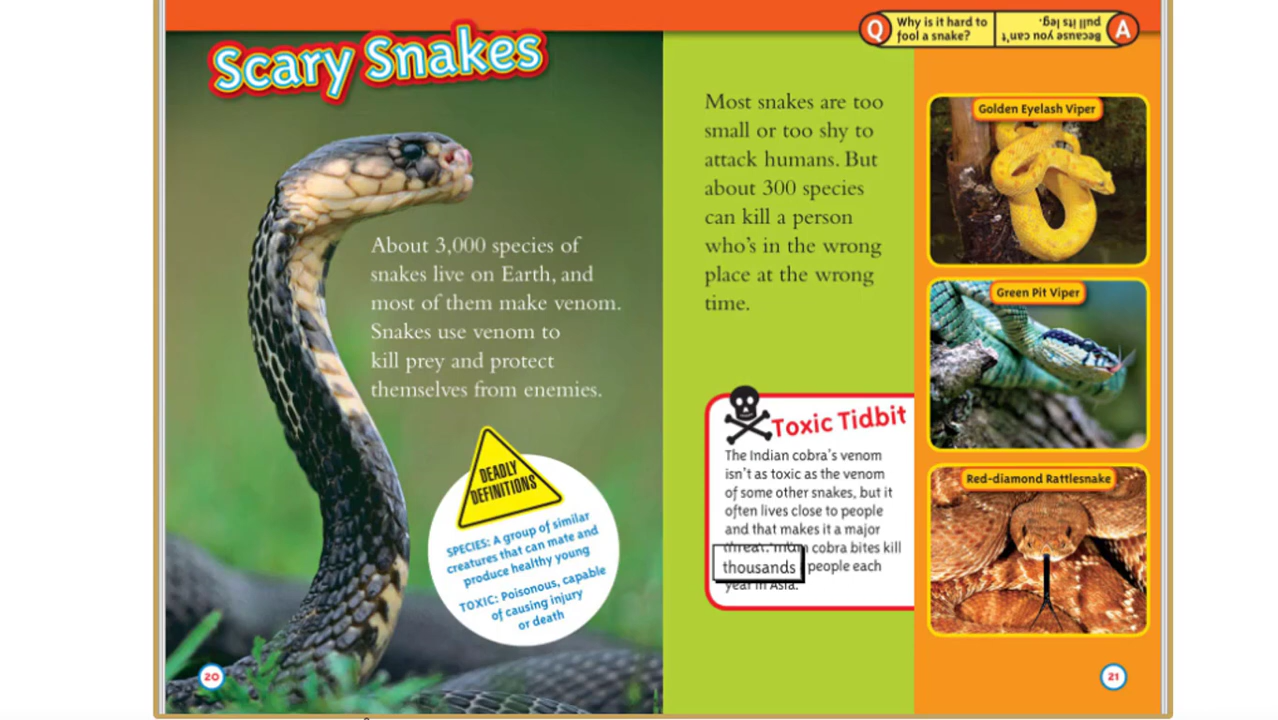 Scary Snakes
About 3,000 species of
snakes live on Earth, and
most of them make venom.
Snakes use venom to
kill prey and protect
themselves from enemies.
DEADLY
DEFINITIONS
SPECIES: A group of similar
creatures that can mate and
produce healthy young
TOXIC: Poisonous, capable
of causing injury
or death
20
Q
Why is it hard to
fool a snake?
Because you can't
pull its leg.
A
Most snakes are too
small or too shy to
attack humans. But
about 300 species
can kill a person
who's in the wrong
place at the wrong
time.
Toxic Tidbit
The Indian cobra's venom
isn't as toxic as the venom
of some other snakes, but it
often lives close to people
and that makes it a major
threat. Indian cobra bites kill
thousands people each
year in Asia.
Golden Eyelash Viper
Green Pit Viper
Red-diamond Rattlesnake
21